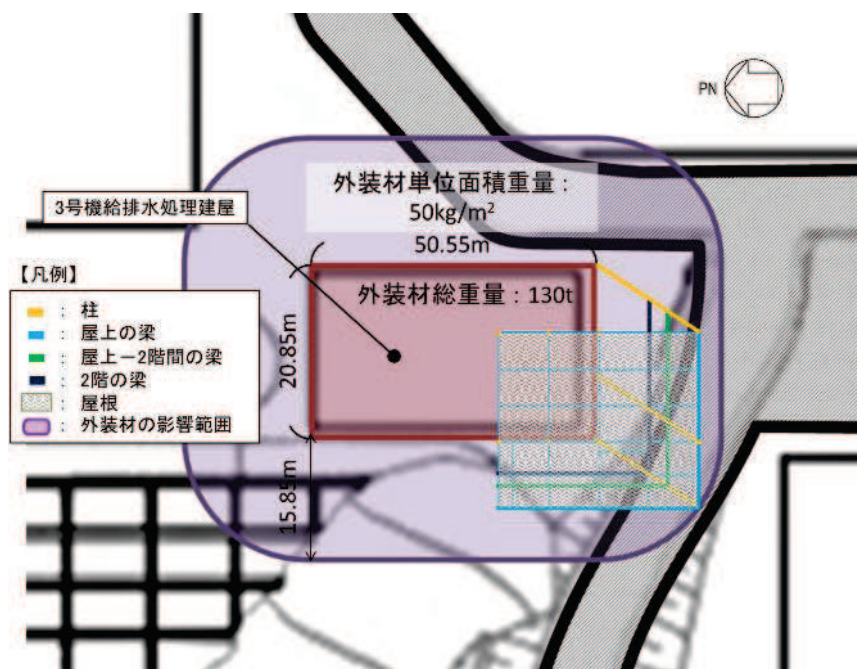 PN
外装材単位面積重量：
50kg/m²
50.55m
3号機給排水処理建屋
外装材総重量：130t
20.85m
15.85m
【凡例】
：柱
：屋上の梁
：屋上－2階間の梁
：2階の梁
：屋根
：外装材の影響範囲